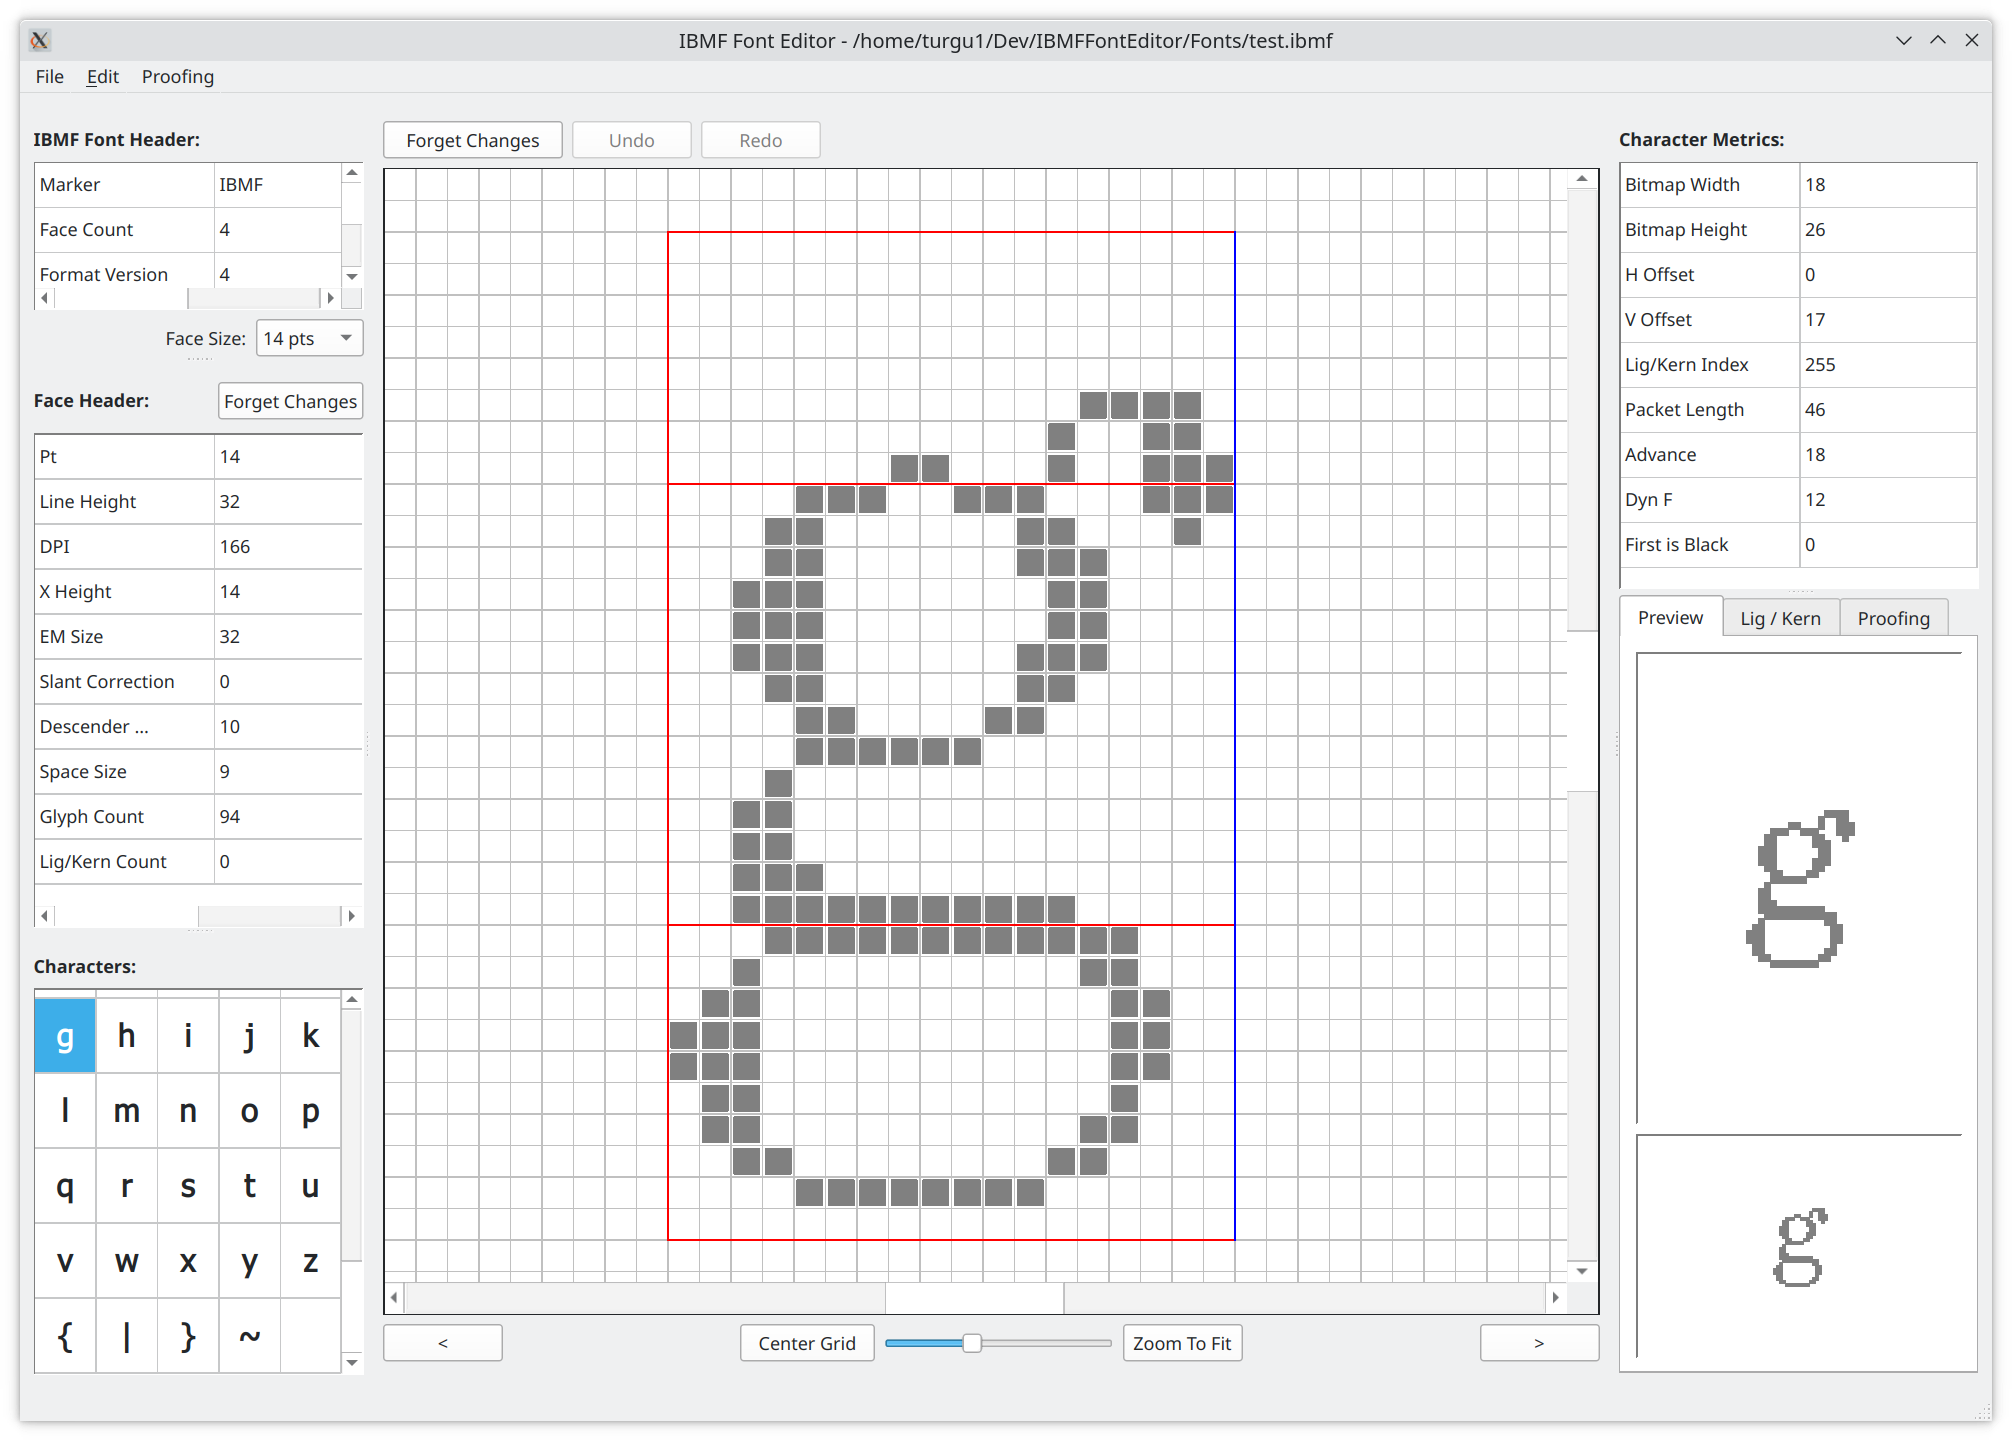 IBMF Font Editor - /home/turgu1/Dev/IBMFFontEditor/Fonts/test.ibmf
File Edit Proofing
IBMF Font Header:
Marker IBMF
Face Count 4
Format Version 4
Face Size: 14 pts
Face Header: Forget Changes
Pt 14
Line Height 32
DPI 166
X Height 14
EM Size 32
Slant Correction 0
Descender ... 10
Space Size 9
Glyph Count 94
Lig/Kern Count 0
Characters:
g h i j k
l m n o p
q r s t u
v w x y z
{ | } ~
Forget Changes Undo Redo
< Center Grid Zoom To Fit >
Character Metrics:
Bitmap Width 18
Bitmap Height 26
H Offset 0
V Offset 17
Lig/Kern Index 255
Packet Length 46
Advance 18
Dyn F 12
First is Black 0
Preview Lig / Kern Proofing
g
g